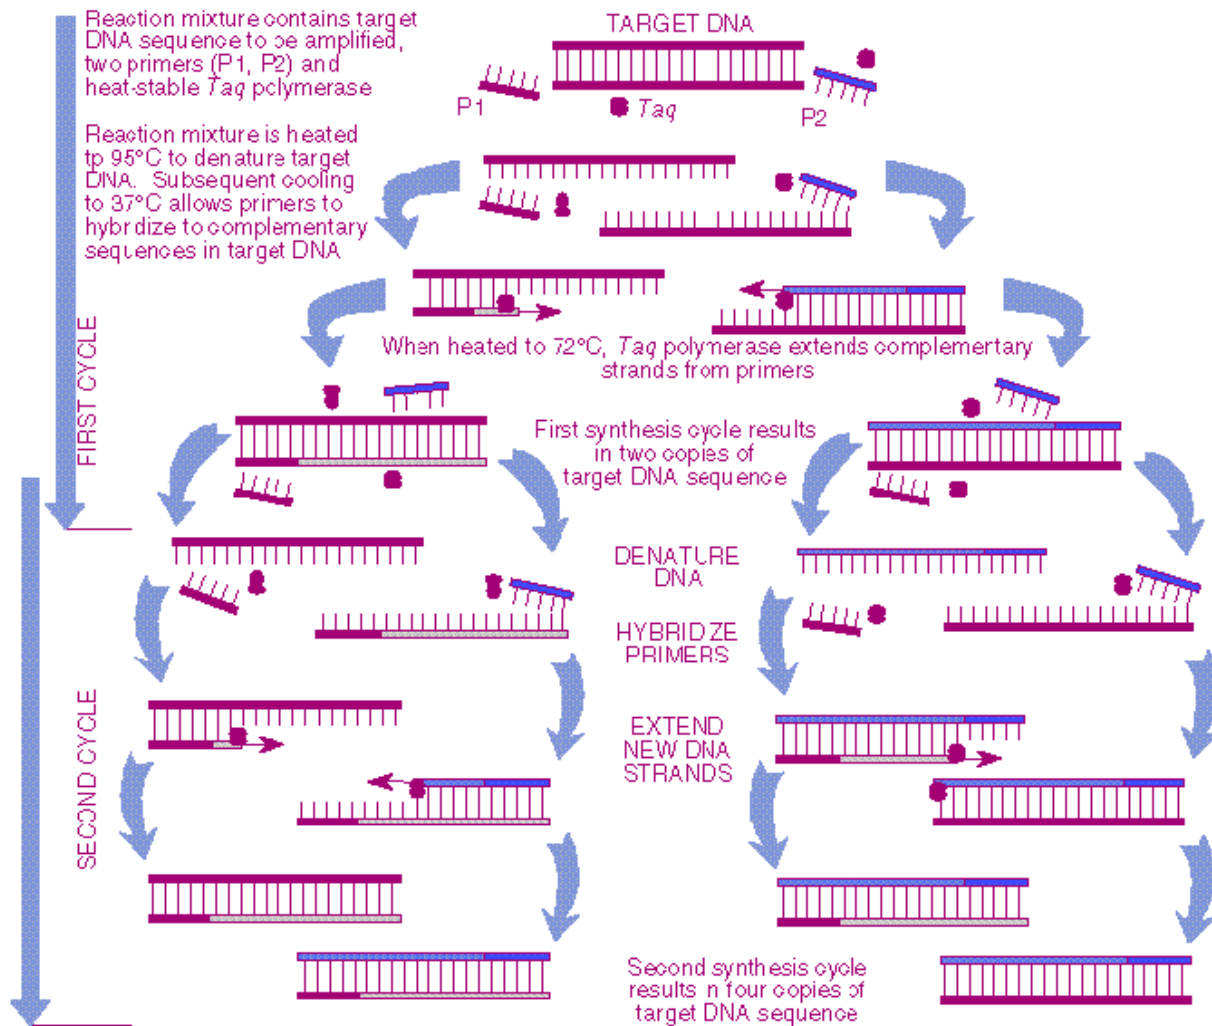 Reaction mixture contains target
DNA sequence to be amplified,
two primers (P1, P2) and
heat-stable Taq polymerase
TARGET DNA
P1
Taq
P2
Reaction mixture is heated
tp 95°C to denature target
DNA. Subsequent cooling
to 37°C allows primers to
hybridize to complementary
sequences in target DNA
When heated to 72°C, Taq polymerase extends complementary
strands from primers
FIRST CYCLE
First synthesis cycle results
in two copies of
target DNA sequence
DENATURE
DNA
HYBRIDZE
PRIMERS
SECOND CYCLE
EXTEND
NEW DNA
STRANDS
Second synthesis cycle
results in four copies of
target DNA sequence